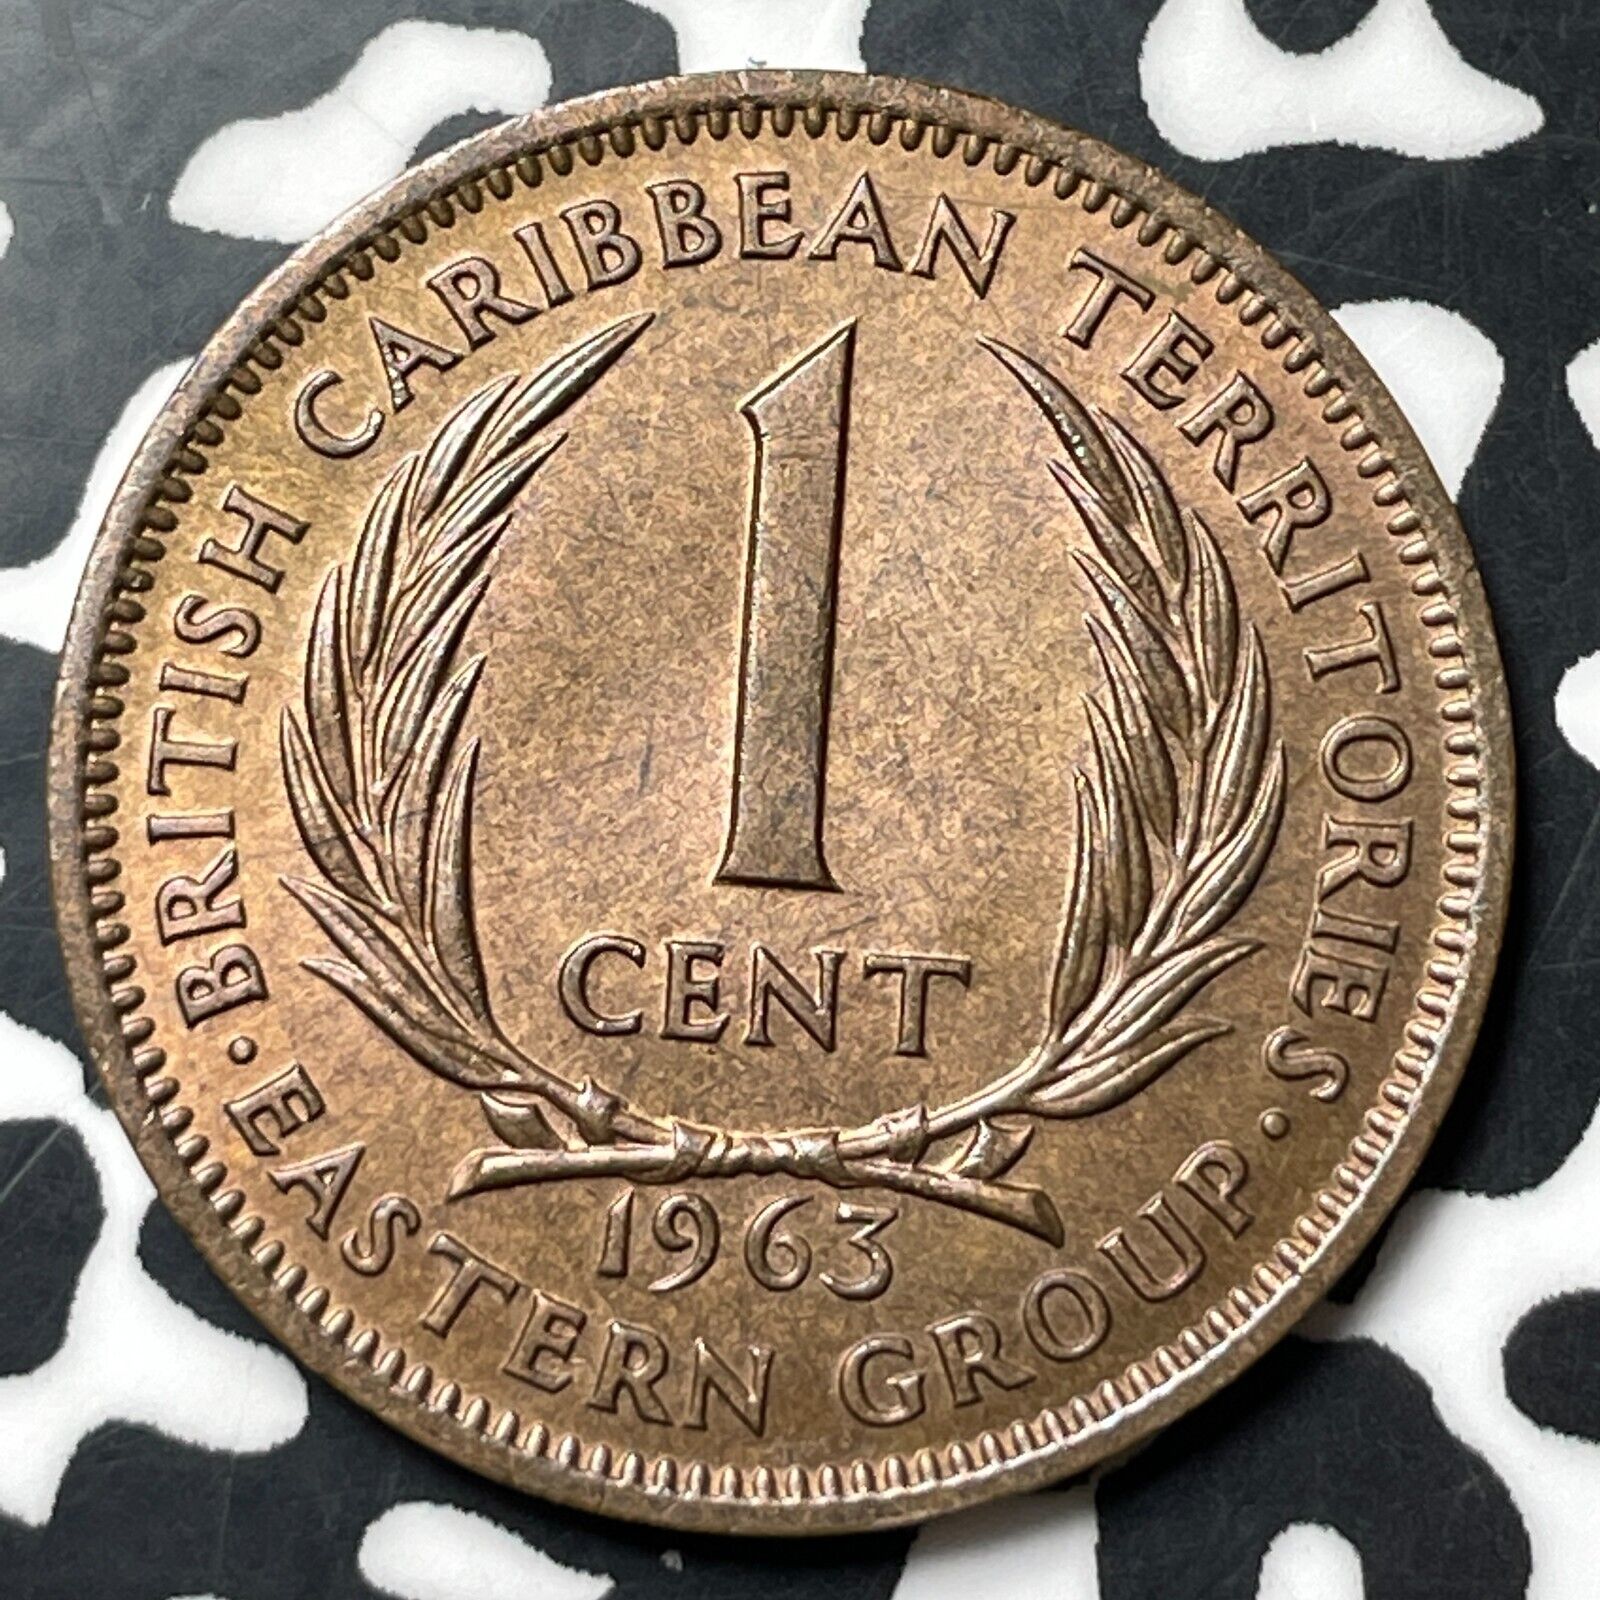 BRITISH CARIBBEAN TERRITORIES
1
CENT
1963
·EASTERN GROUP·